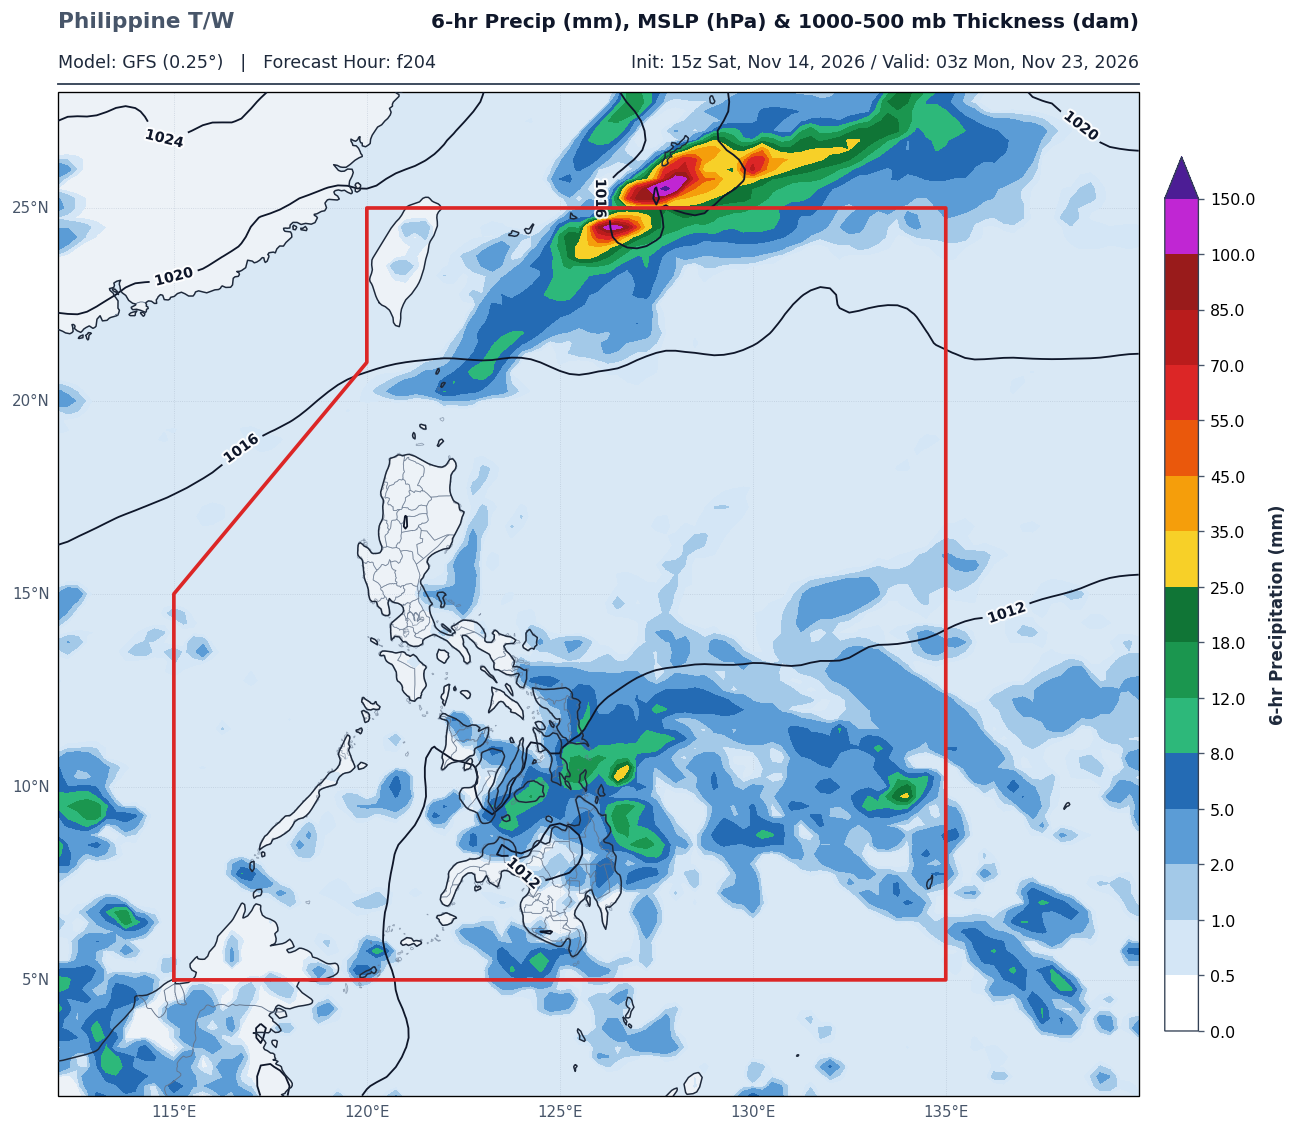 Philippine T/W
6-hr Precip (mm), MSLP (hPa) & 1000-500 mb Thickness (dam)
Model: GFS (0.25°) | Forecast Hour: f204
Init: 15z Sat, Nov 14, 2026 / Valid: 03z Mon, Nov 23, 2026
1024
1020
1020
1016
1016
1012
1012
25°N
20°N
15°N
10°N
5°N
115°E
120°E
125°E
130°E
135°E
150.0
100.0
85.0
70.0
55.0
45.0
35.0
25.0
18.0
12.0
8.0
5.0
2.0
1.0
0.5
0.0
6-hr Precipitation (mm)